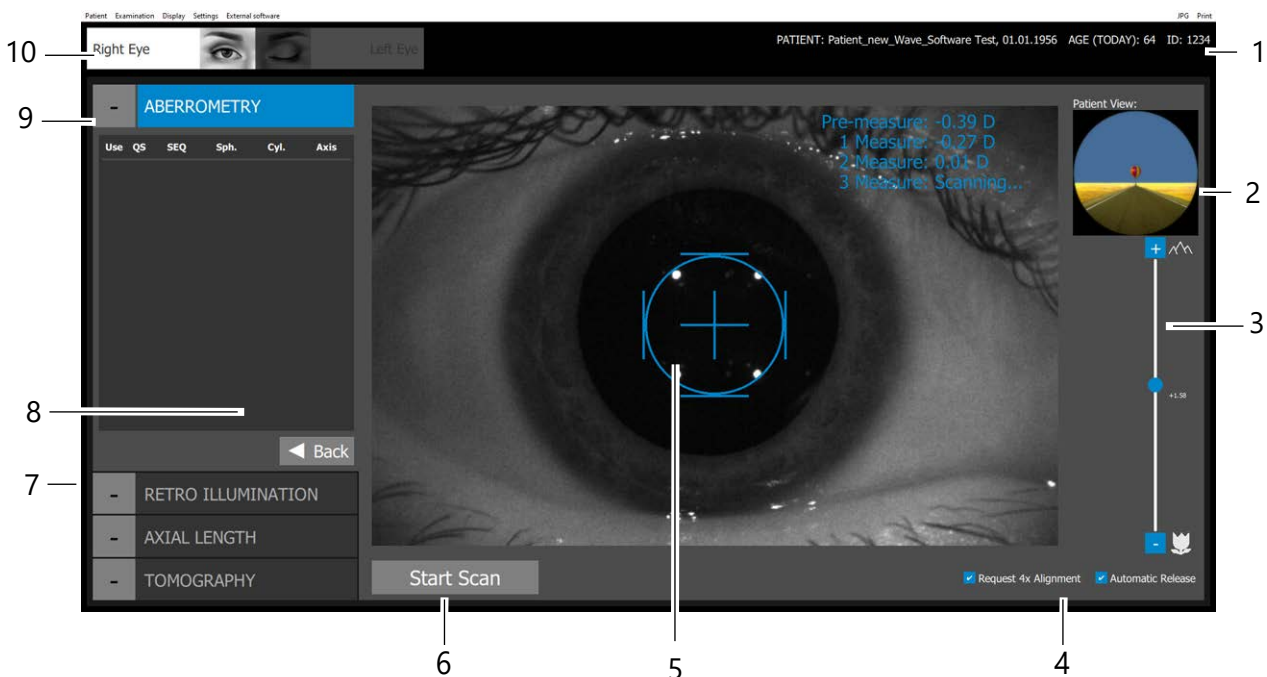 Patient Examination Display Settings External software JPG Print
10 Right Eye Left Eye PATIENT: Patient_new_Wave_Software Test, 01.01.1956 AGE (TODAY): 64 ID: 1234 1
9 - ABERROMETRY
Use QS SEQ Sph. Cyl. Axis
8
Back
7
- RETRO ILLUMINATION
- AXIAL LENGTH
- TOMOGRAPHY
Pre-measure: -0.39 D
1 Measure: -0.27 D
2 Measure: 0.01 D
3 Measure: Scanning...
Patient View:
2
+
3
+1.58
-
Start Scan
Request 4x Alignment Automatic Release
6 5 4